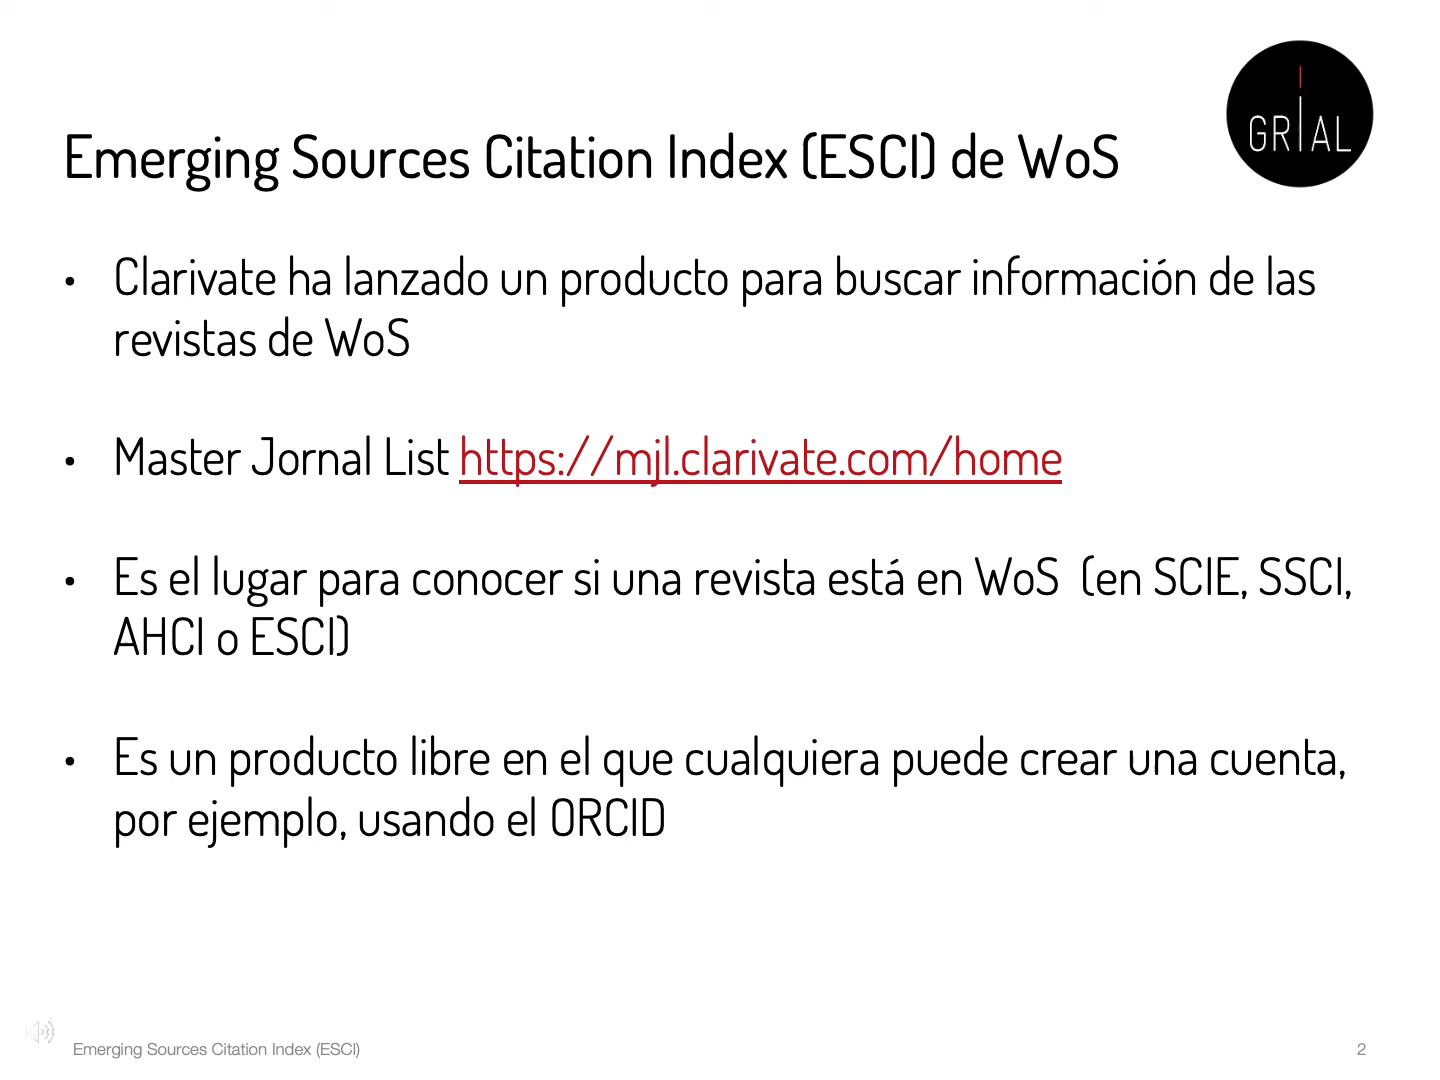 GRIAL
Emerging Sources Citation Index (ESCI) de WoS
• Clarivate ha lanzado un producto para buscar información de las
revistas de WoS
• Master Jornal List https://mjl.clarivate.com/home
• Es el lugar para conocer si una revista está en WoS (en SCIE, SSCI,
AHCI o ESCI)
• Es un producto libre en el que cualquiera puede crear una cuenta,
por ejemplo, usando el ORCID
Emerging Sources Citation Index (ESCI)
2